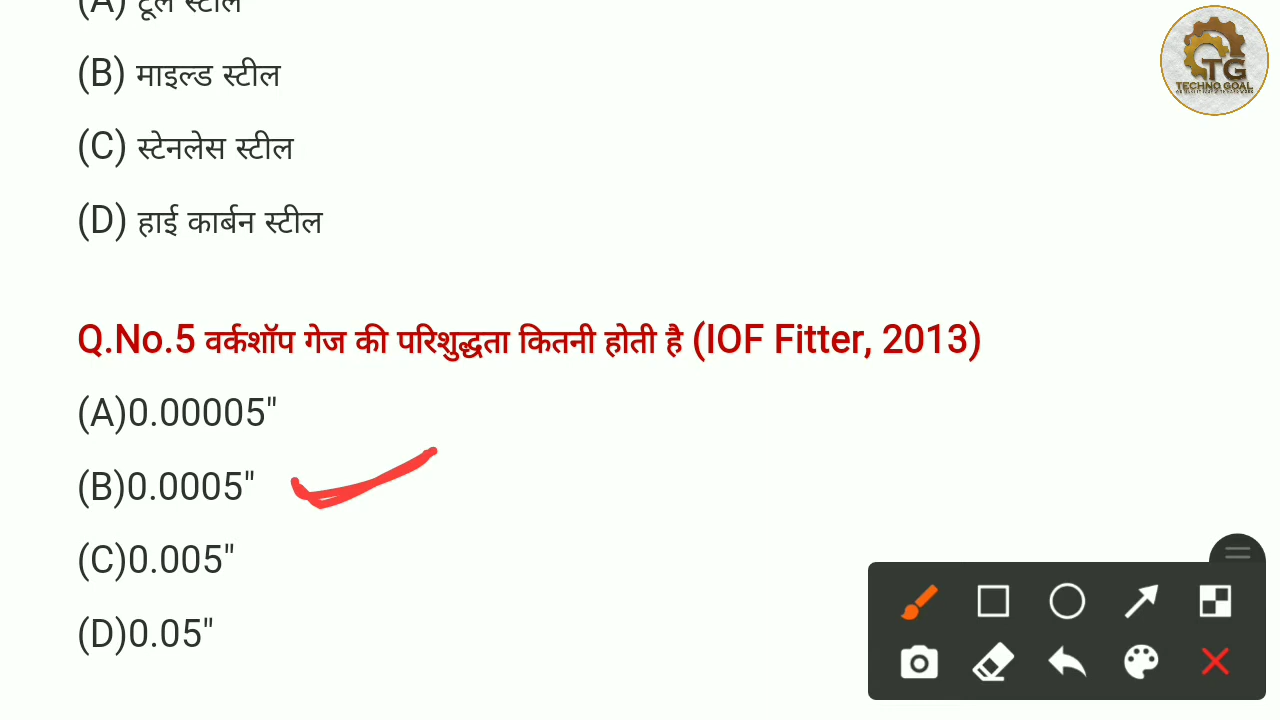 (A) टूल स्टील
(B) माइल्ड स्टील
(C) स्टेनलेस स्टील
(D) हाई कार्बन स्टील
Q.No.5 वर्कशॉप गेज की परिशुद्धता कितनी होती है (IOF Fitter, 2013)
(A)0.00005"
(B)0.0005"
(C)0.005"
(D)0.05"
TG
TECHNO GOAL